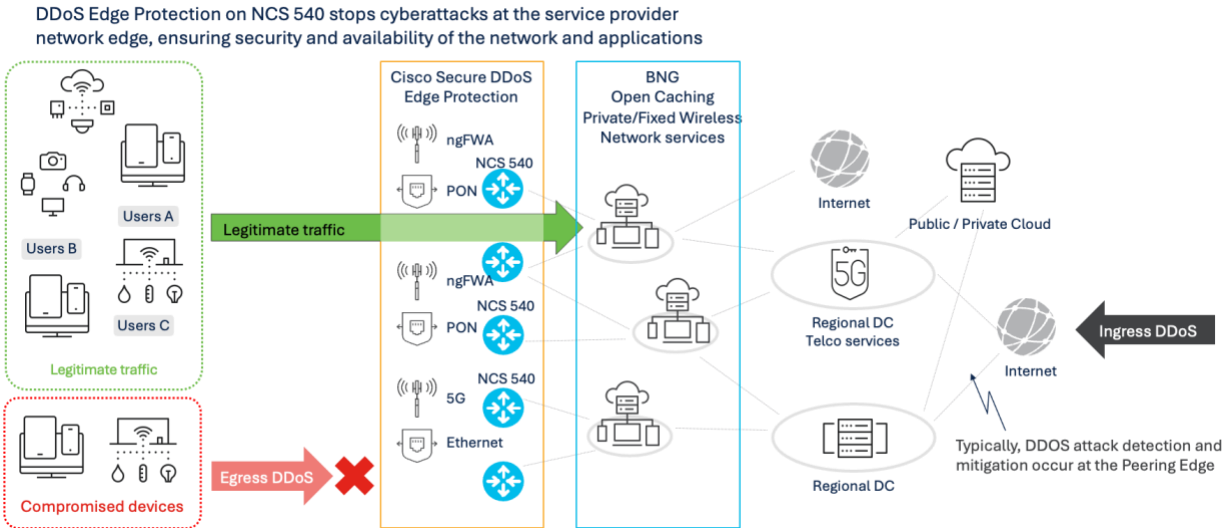 DDoS Edge Protection on NCS 540 stops cyberattacks at the service provider
network edge, ensuring security and availability of the network and applications
Users A
Users B
Users C
Legitimate traffic
Compromised devices
Legitimate traffic
Egress DDoS
Cisco Secure DDoS
Edge Protection
ngFWA
NCS 540
PON
ngFWA
NCS 540
PON
NCS 540
5G
Ethernet
BNG
Open Caching
Private/Fixed Wireless
Network services
Internet
Public / Private Cloud
5G
Regional DC
Telco services
Internet
Ingress DDoS
Regional DC
Typically, DDOS attack detection and
mitigation occur at the Peering Edge